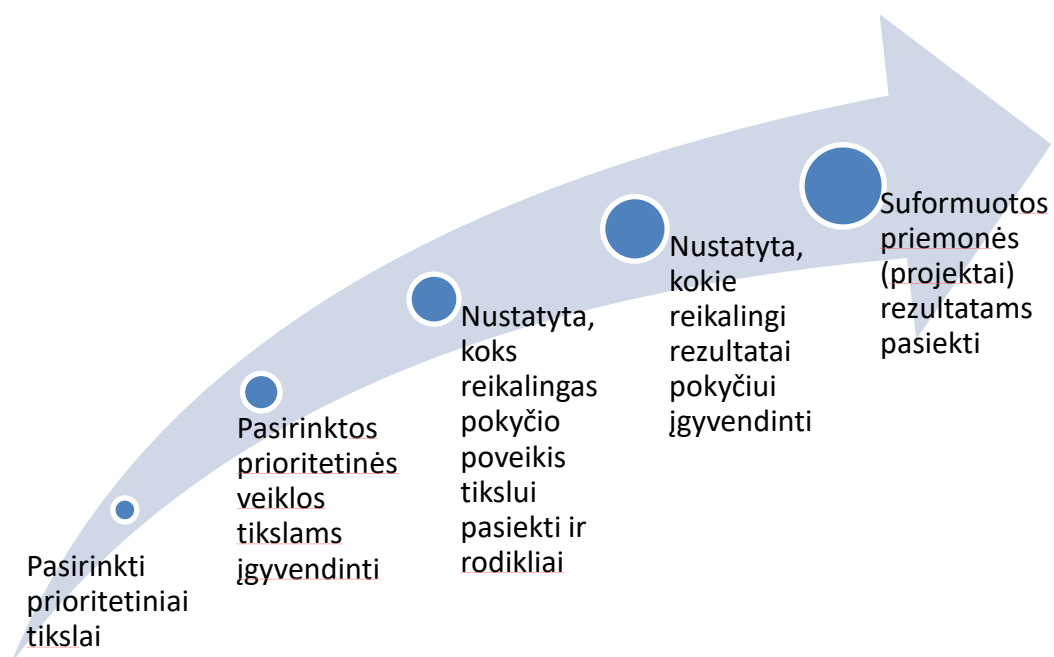 Pasirinkti
prioritetiniai
tikslai
Pasirinktos
prioritetinės
veiklos
tikslams
įgyvendinti
Nustatyta,
koks
reikalingas
pokyčio
poveikis
tikslui
pasiekti ir
rodikliai
Nustatyta,
kokie
reikalingi
rezultatai
pokyčiui
įgyvendinti
Suformuotos
priemonės
(projektai)
rezultatams
pasiekti